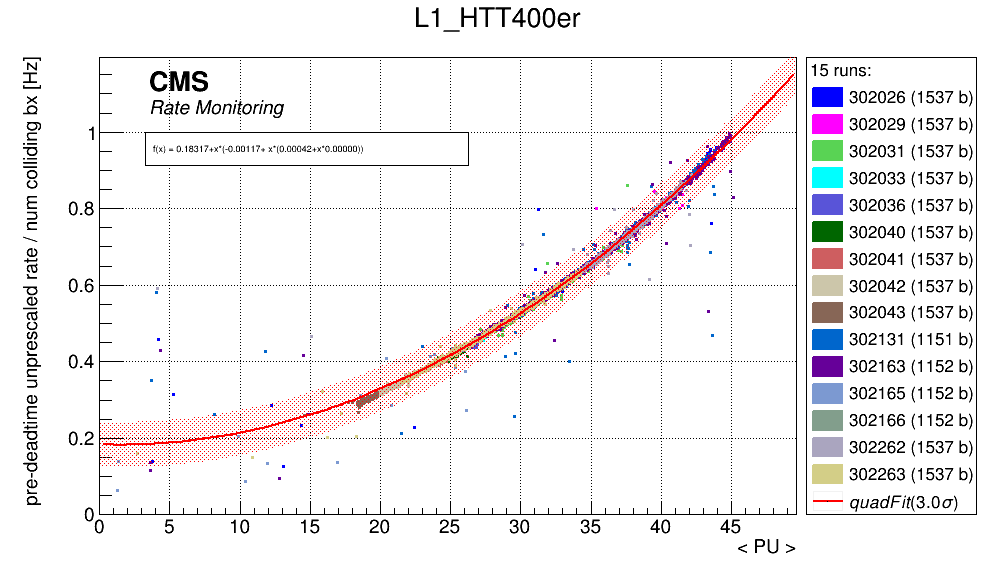 L1_HTT400er
pre-deadtime unprescaled rate / num colliding bx [Hz]
CMS
Rate Monitoring
f(x) = 0.18317+x*(-0.00117+ x*(0.00042+x*0.00000))
1
0.8
0.6
0.4
0.2
0
0 5 10 15 20 25 30 35 40 45
< PU >
15 runs:
302026 (1537 b)
302029 (1537 b)
302031 (1537 b)
302033 (1537 b)
302036 (1537 b)
302040 (1537 b)
302041 (1537 b)
302042 (1537 b)
302043 (1537 b)
302131 (1151 b)
302163 (1152 b)
302165 (1152 b)
302166 (1152 b)
302262 (1537 b)
302263 (1537 b)
quadFit(3.0σ)